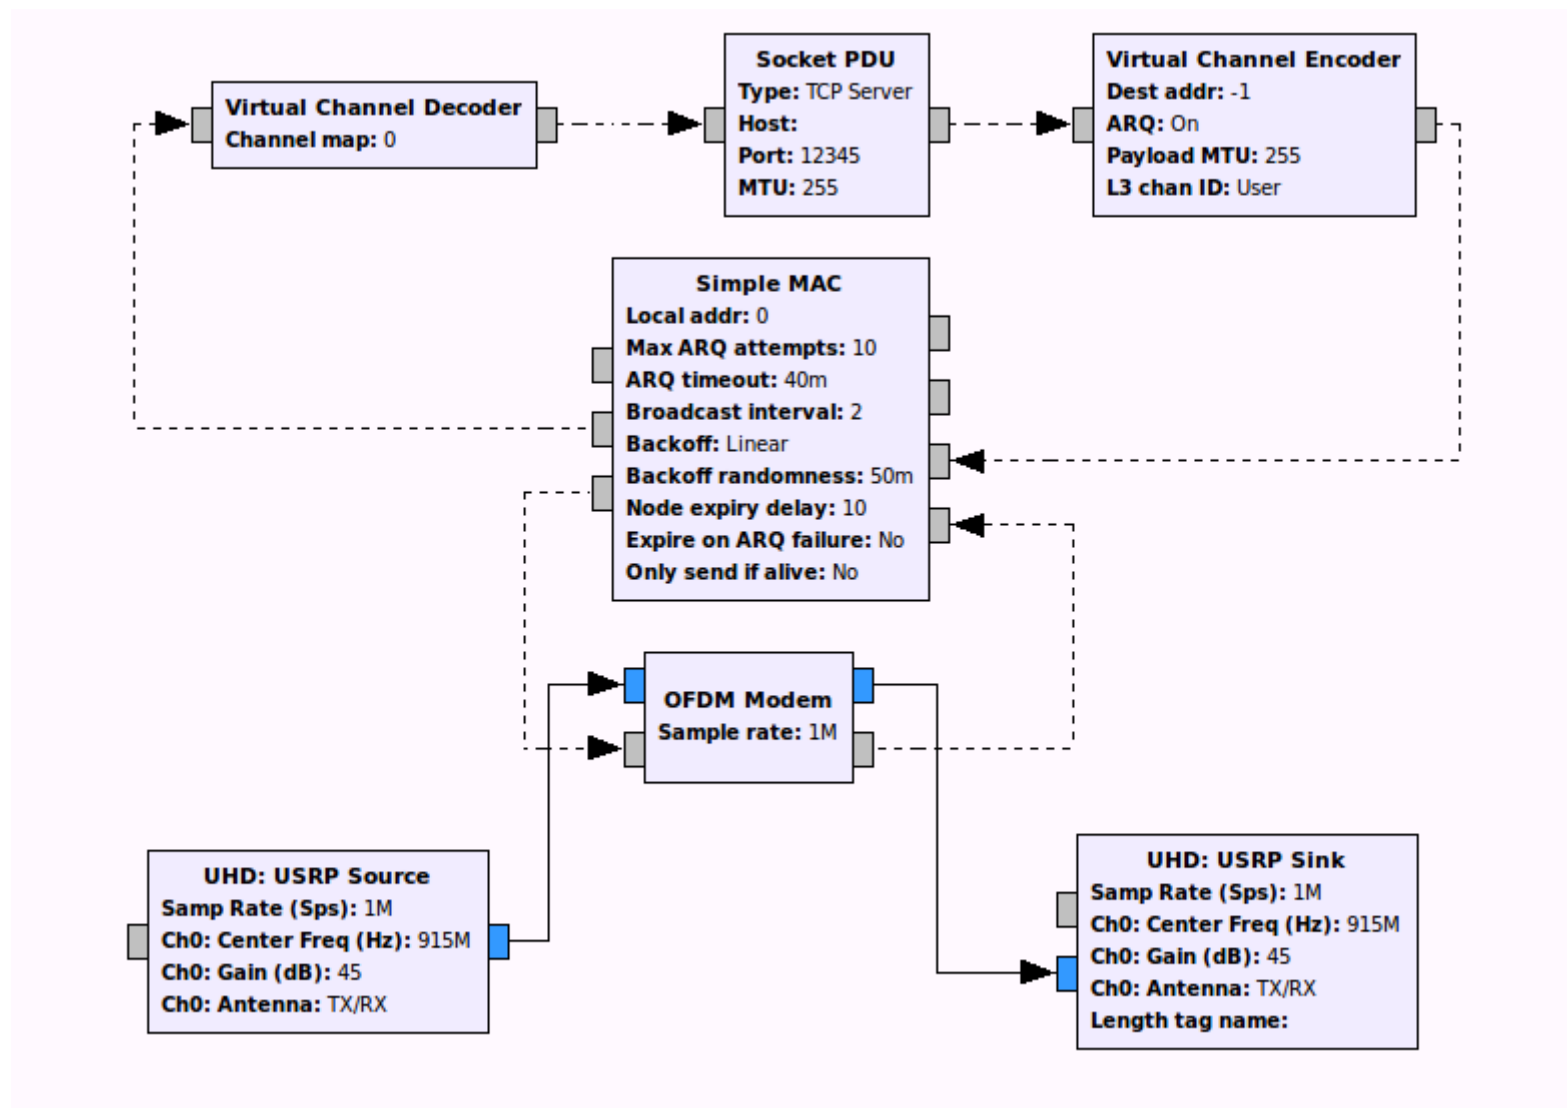 Virtual Channel Decoder
Channel map: 0
Socket PDU
Type: TCP Server
Host:
Port: 12345
MTU: 255
Virtual Channel Encoder
Dest addr: -1
ARQ: On
Payload MTU: 255
L3 chan ID: User
Simple MAC
Local addr: 0
Max ARQ attempts: 10
ARQ timeout: 40m
Broadcast interval: 2
Backoff: Linear
Backoff randomness: 50m
Node expiry delay: 10
Expire on ARQ failure: No
Only send if alive: No
OFDM Modem
Sample rate: 1M
UHD: USRP Source
Samp Rate (Sps): 1M
Ch0: Center Freq (Hz): 915M
Ch0: Gain (dB): 45
Ch0: Antenna: TX/RX
UHD: USRP Sink
Samp Rate (Sps): 1M
Ch0: Center Freq (Hz): 915M
Ch0: Gain (dB): 45
Ch0: Antenna: TX/RX
Length tag name: